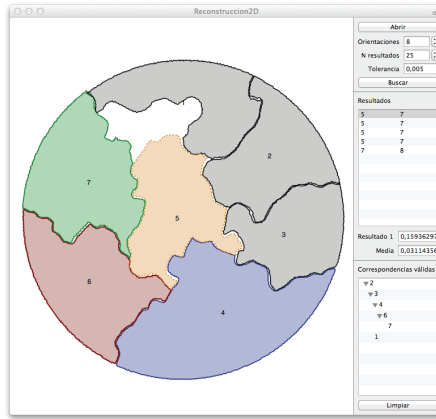 Reconstruccion2D
Abrir
Orientaciones 8
N resultados 25
Tolerancia 0,005
Buscar
Resultados
5 7
5 7
5 7
5 7
7 8
Resultado 1 0,15936297
Media 0,03114356
Correspondencias válidas
2
3
4
6
7
1
Limpiar
1
2
7
5
3
6
4